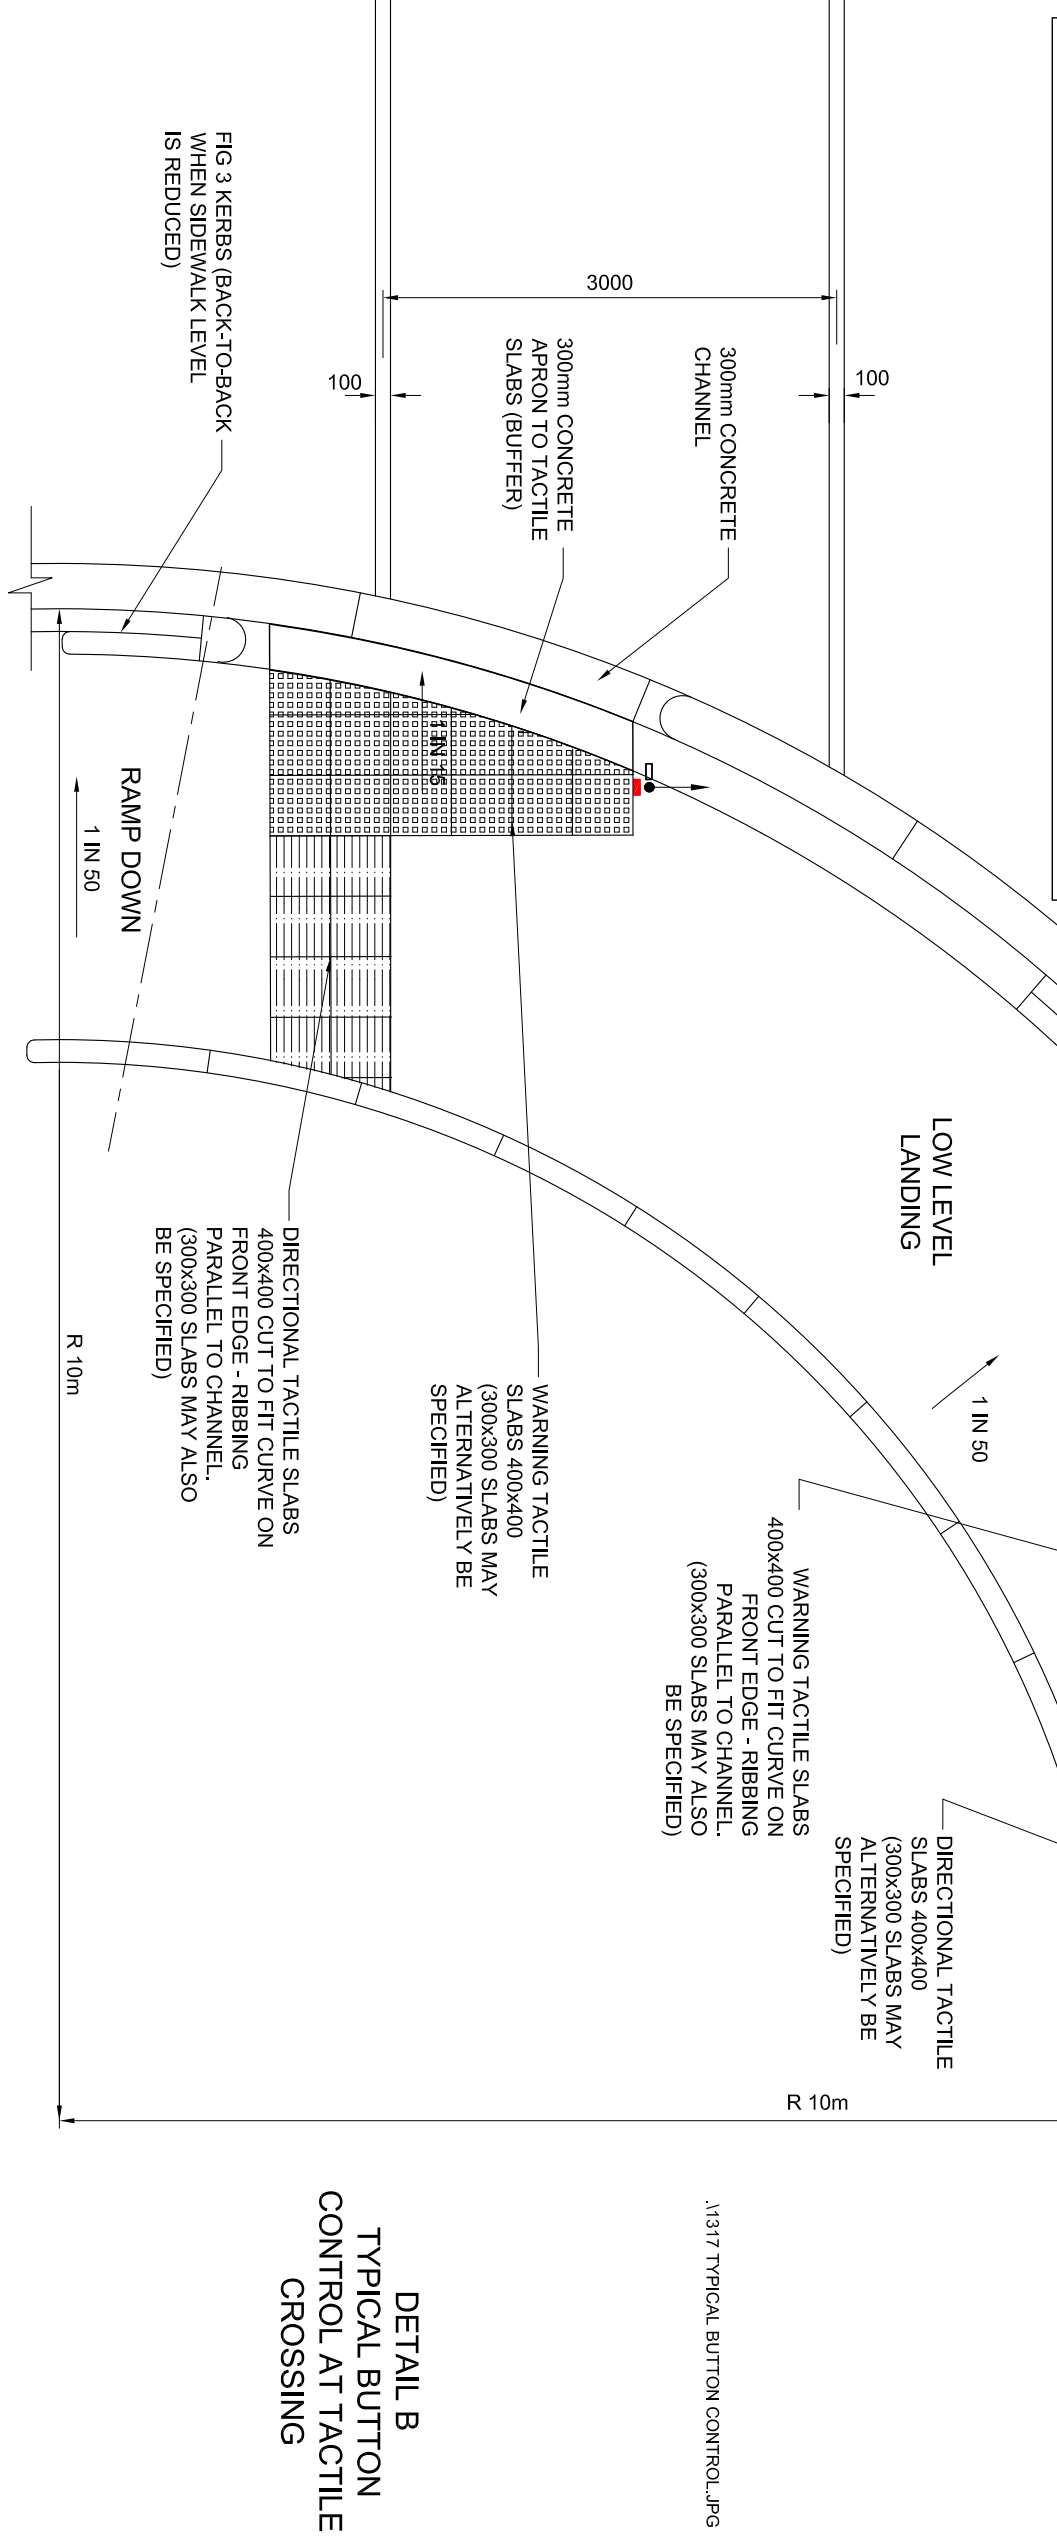 3000
100
100
FIG 3 KERBS (BACK-TO-BACK
WHEN SIDEWALK LEVEL
IS REDUCED)
300mm CONCRETE
APRON TO TACTILE
SLABS (BUFFER)
300mm CONCRETE
CHANNEL
1 IN 15
RAMP DOWN
1 IN 50
LOW LEVEL
LANDING
1 IN 50
DIRECTIONAL TACTILE SLABS
400x400 CUT TO FIT CURVE ON
FRONT EDGE - RIBBING
PARALLEL TO CHANNEL.
(300x300 SLABS MAY ALSO
BE SPECIFIED)
WARNING TACTILE
SLABS 400x400
(300x300 SLABS MAY
ALTERNATIVELY BE
SPECIFIED)
WARNING TACTILE SLABS
400x400 CUT TO FIT CURVE ON
FRONT EDGE - RIBBING
PARALLEL TO CHANNEL.
(300x300 SLABS MAY ALSO
BE SPECIFIED)
DIRECTIONAL TACTILE
SLABS 400x400
(300x300 SLABS MAY
ALTERNATIVELY BE
SPECIFIED)
R 10m
R 10m
.\1317 TYPICAL BUTTON CONTROL.JPG
DETAIL B
TYPICAL BUTTON
CONTROL AT TACTILE
CROSSING